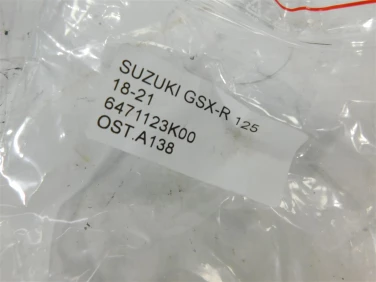 SUZUKI GSX-R 125
18-21
6471123K00
OST.A138